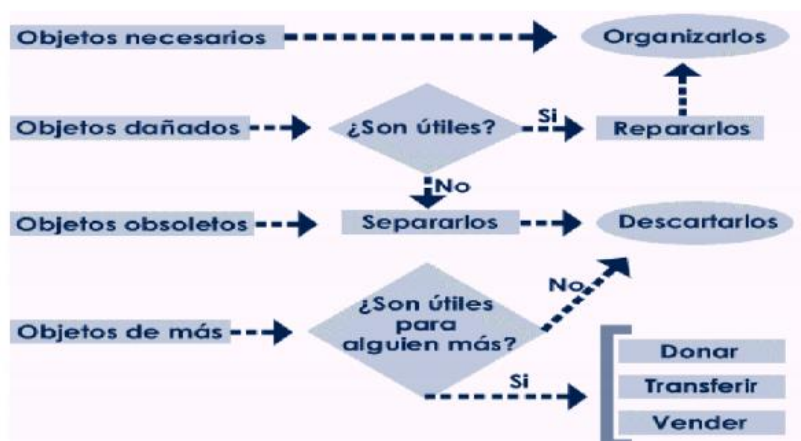 Objetos necesarios
Organizarlos
Objetos dañados
¿Son útiles?
Si
Repararlos
No
Objetos obsoletos
Separarlos
Descartarlos
Objetos de más
¿Son útiles
para
alguien más?
No
Si
Donar
Transferir
Vender